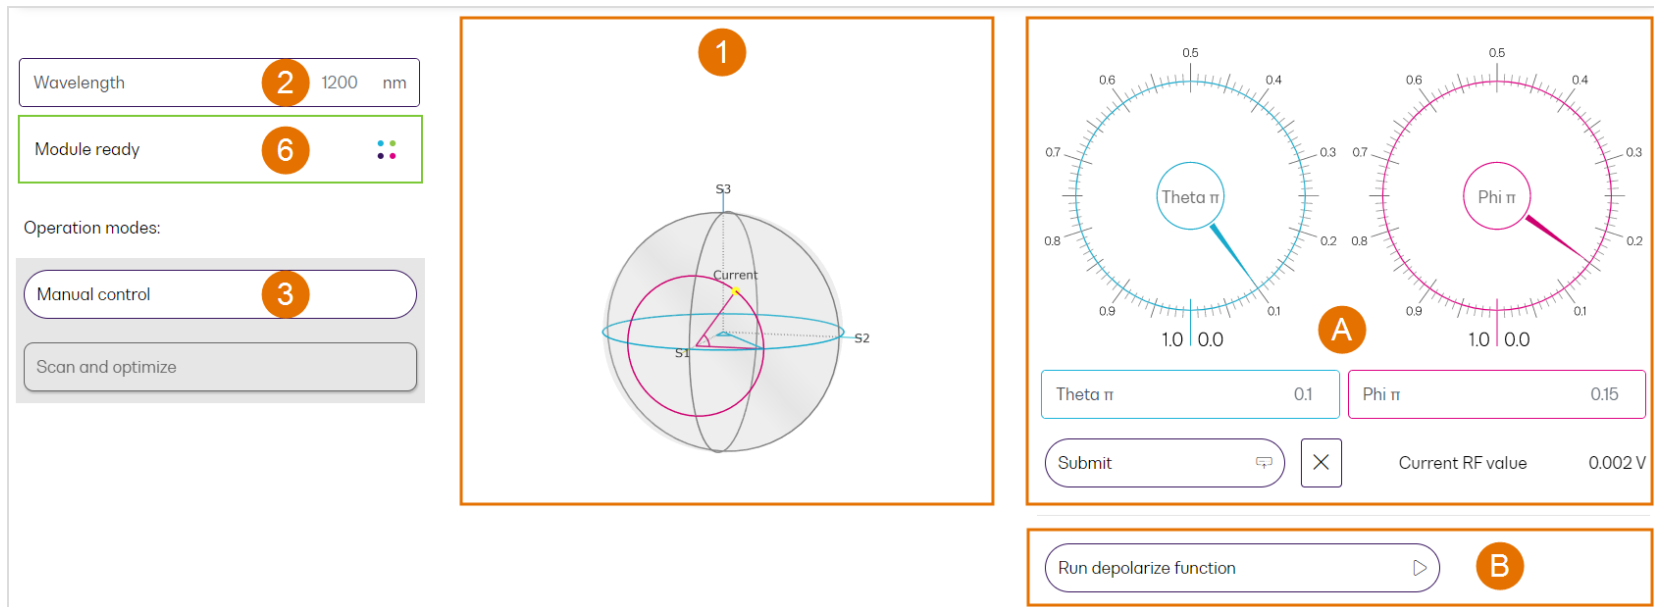 Wavelength 2 1200 nm
Module ready 6
Operation modes:
Manual control 3
Scan and optimize
1
S3
Current
S2
S1
0.5
0.6 0.4
0.7 0.3
Theta π
0.8 0.2
0.9 0.1
1.0 0.0
0.5
0.6 0.4
0.7 0.3
Phi π
0.8 0.2
0.9 0.1
1.0 0.0
A
Theta π 0.1
Phi π 0.15
Submit
Current RF value 0.002 V
Run depolarize function B